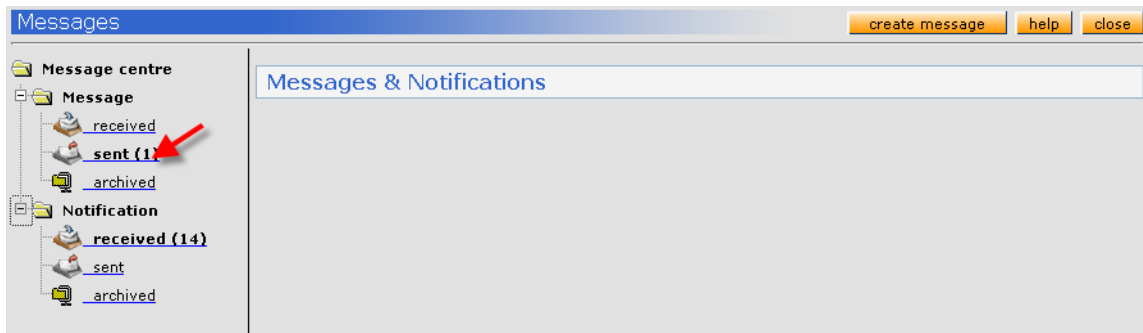 Messages
create message
help
close
Message centre
Messages & Notifications
Message
received
sent (1)
archived
Notification
received (14)
sent
archived